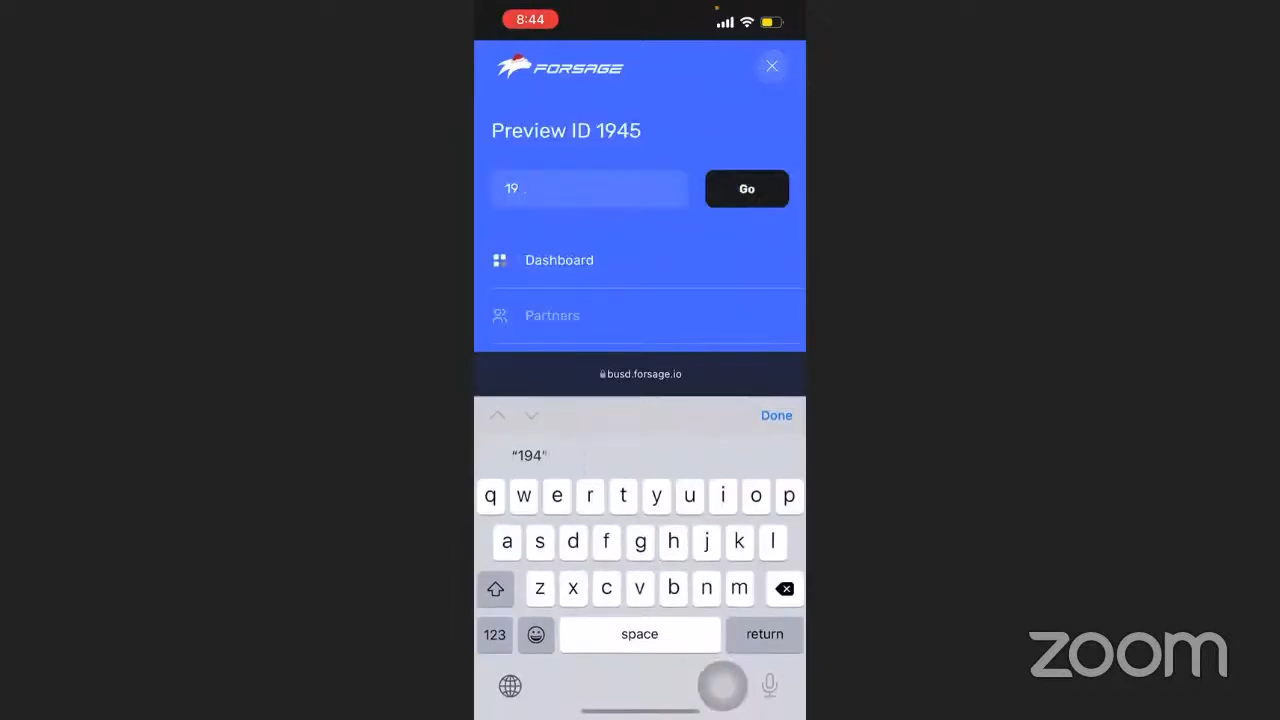 8:44
FORSAGE
Preview ID 1945
19
Go
Dashboard
Partners
busd.forsage.io
Done
“194”
q w e r t y u i o p
a s d f g h j k l
z x c v b n m
123 space return
zoom